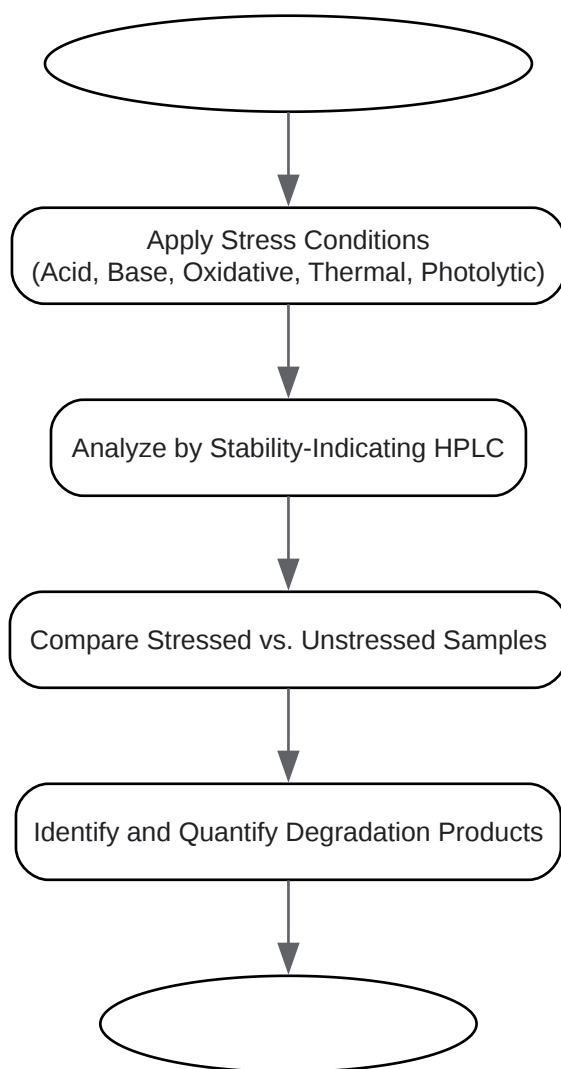 Apply Stress Conditions
(Acid, Base, Oxidative, Thermal, Photolytic)
Analyze by Stability-Indicating HPLC
Compare Stressed vs. Unstressed Samples
Identify and Quantify Degradation Products